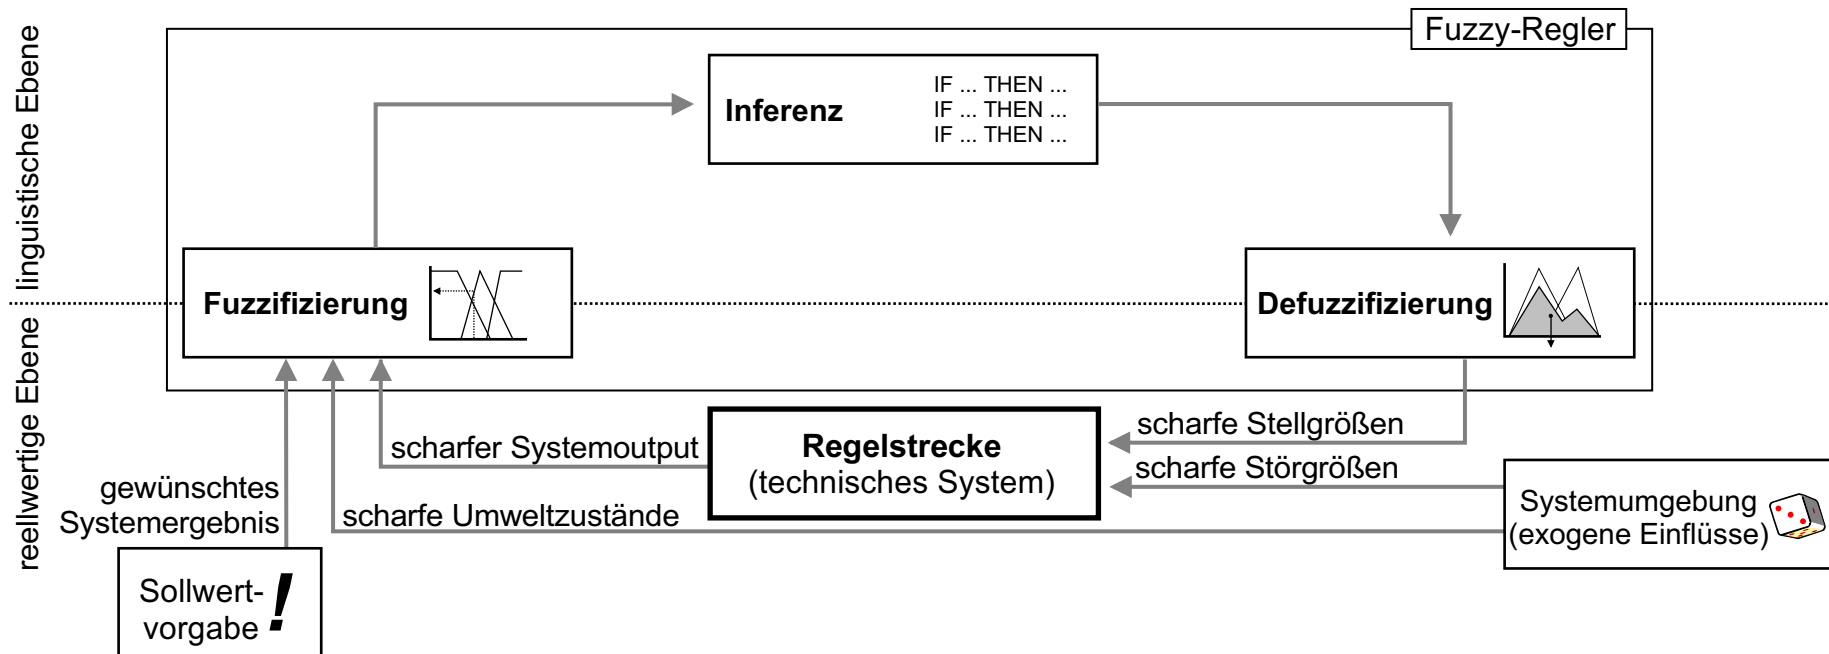 Fuzzy-Regler
linguistische Ebene
reellwertige Ebene
Inferenz
IF ... THEN ...
IF ... THEN ...
IF ... THEN ...
Fuzzifizierung
Defuzzifizierung
scharfer Systemoutput
Regelstrecke
(technisches System)
scharfe Stellgrößen
scharfe Störgrößen
gewünschtes
Systemergebnis
scharfe Umweltzustände
Systemumgebung
(exogene Einflüsse)
Sollwert-
vorgabe !